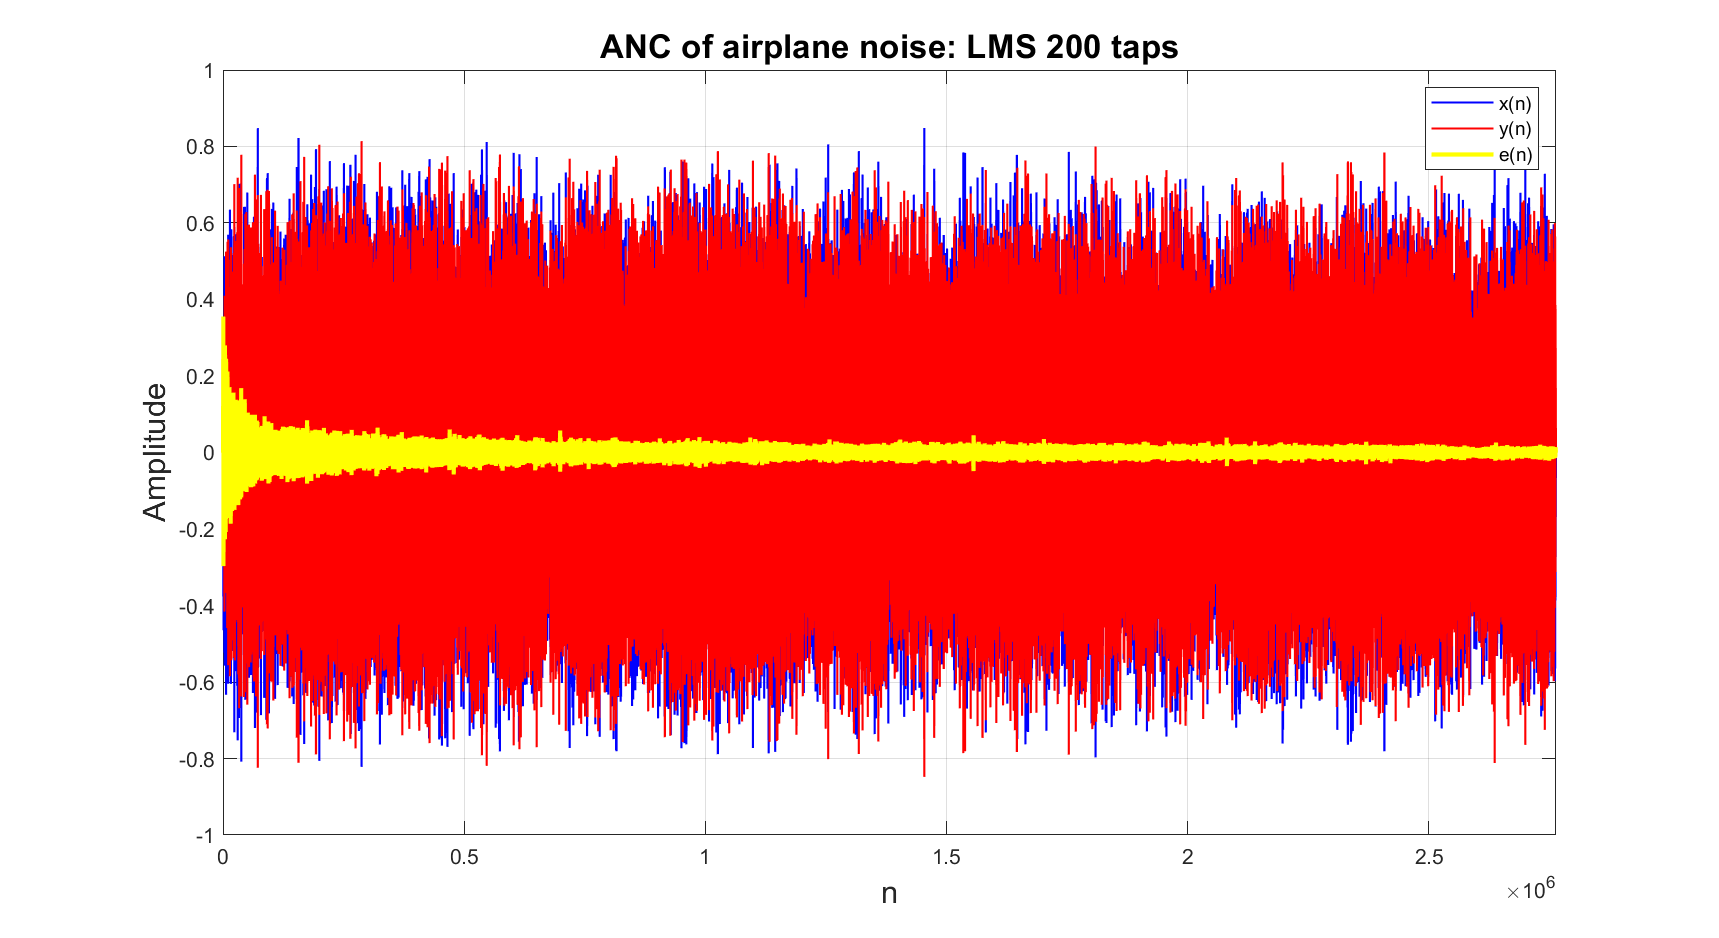 ANC of airplane noise: LMS 200 taps
1
0.8
0.6
0.4
0.2
0
-0.2
-0.4
-0.6
-0.8
-1
Amplitude
x(n)
y(n)
e(n)
0 0.5 1 1.5 2 2.5
×10^6
n